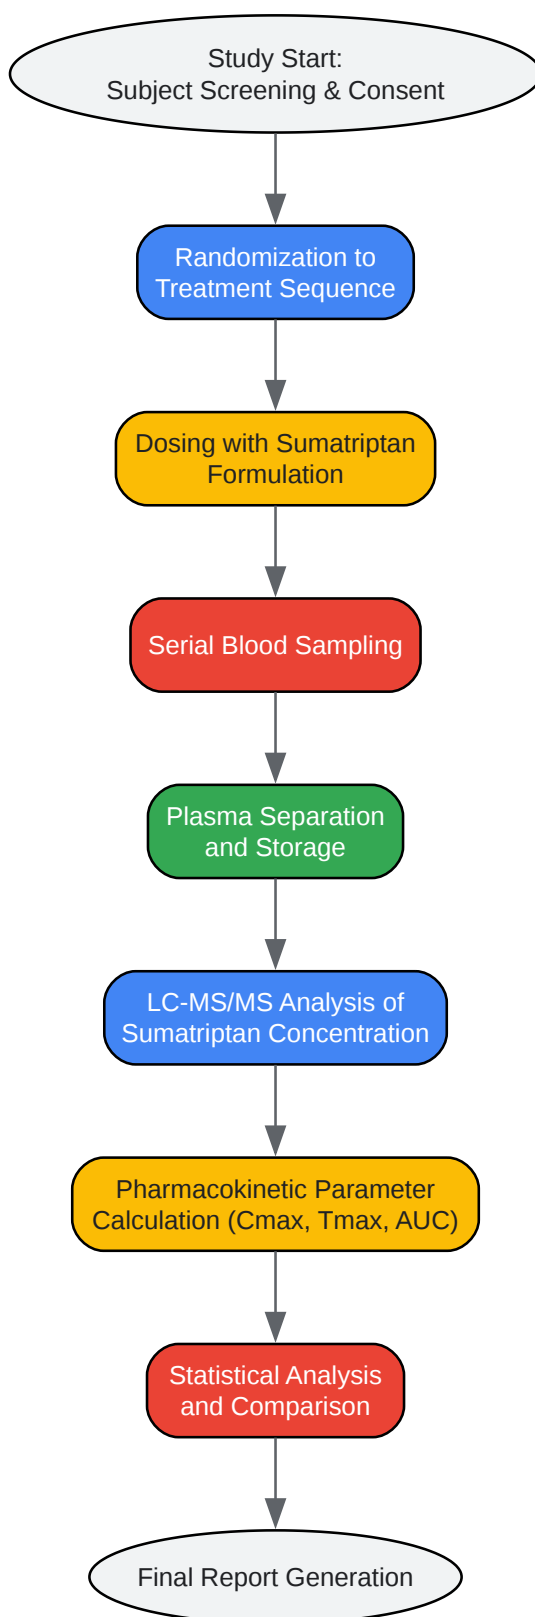 Study Start:
Subject Screening & Consent
Randomization to
Treatment Sequence
Dosing with Sumatriptan
Formulation
Serial Blood Sampling
Plasma Separation
and Storage
LC-MS/MS Analysis of
Sumatriptan Concentration
Pharmacokinetic Parameter
Calculation (Cmax, Tmax, AUC)
Statistical Analysis
and Comparison
Final Report Generation